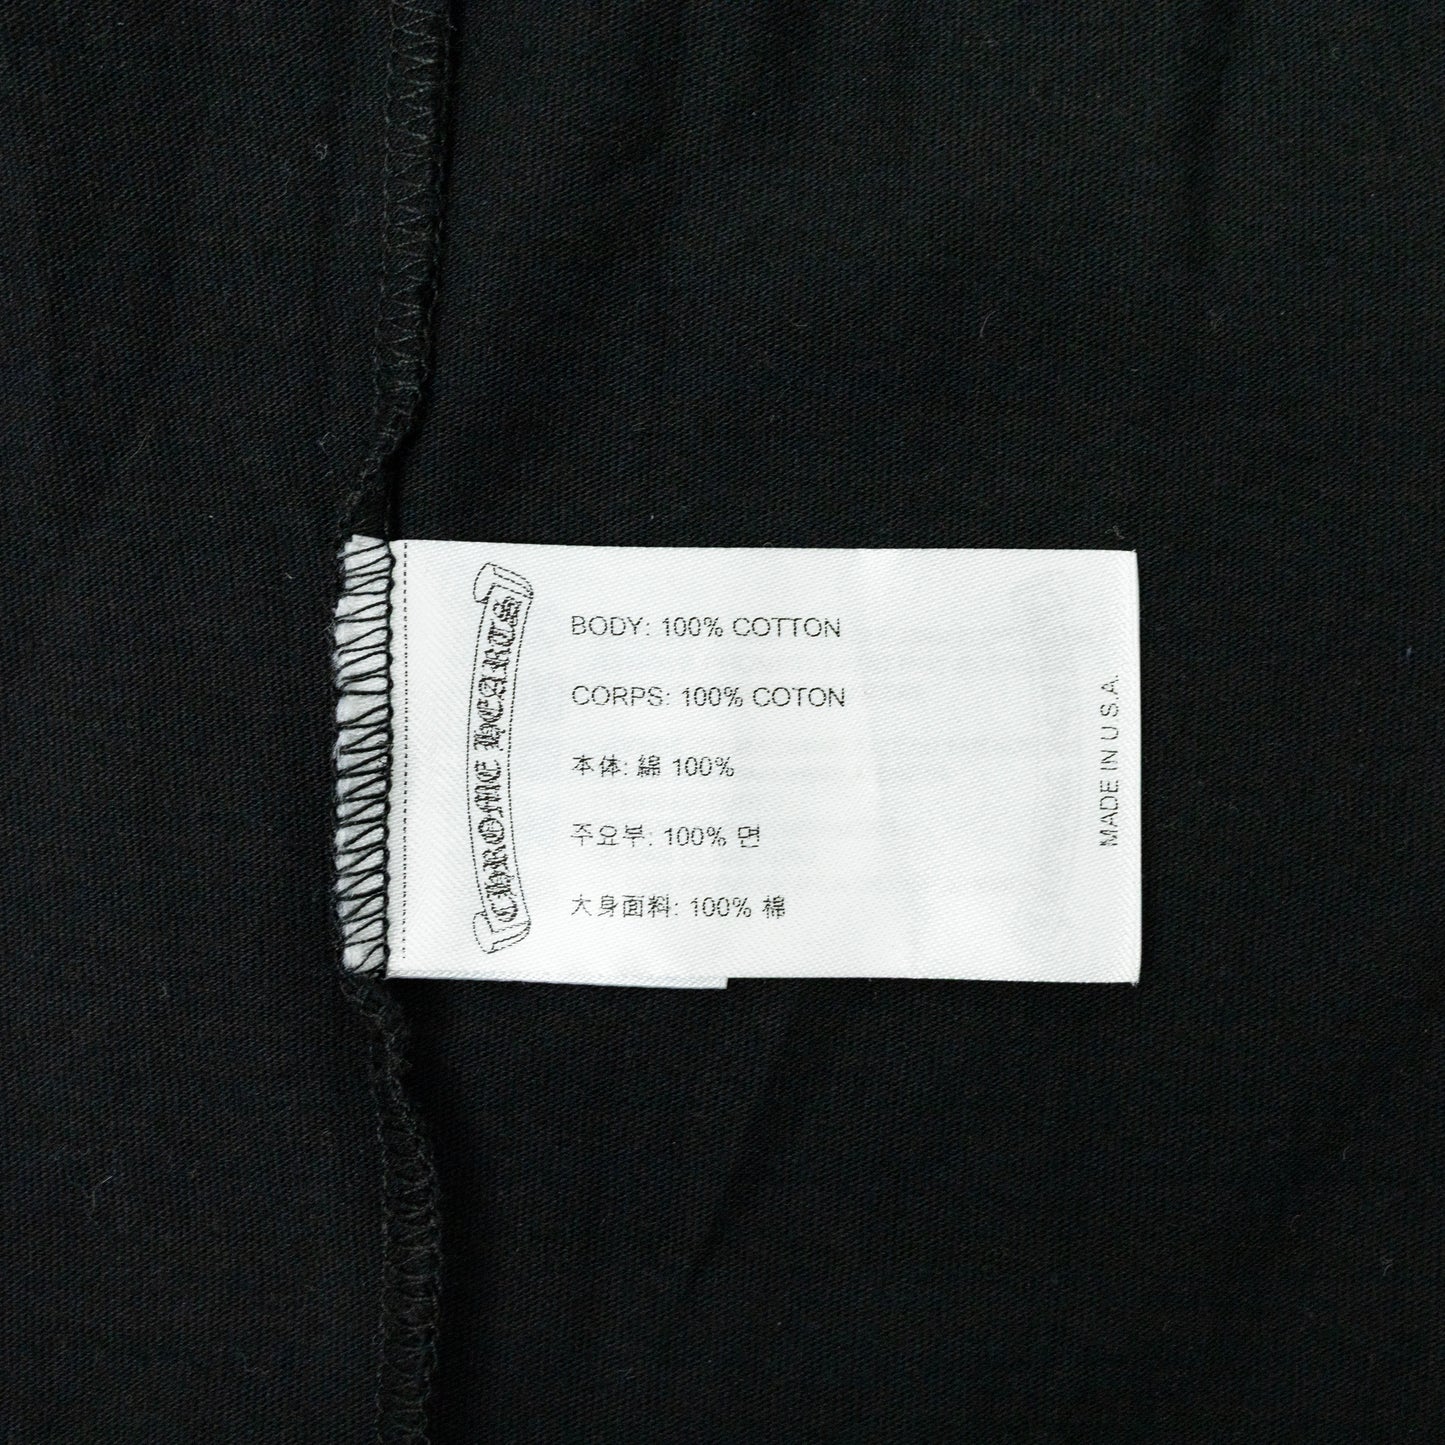 CHROME HEARTS
BODY: 100% COTTON
CORPS: 100% COTON
本体: 綿 100%
주요부: 100% 면
大身面料: 100% 棉
MADE IN U.S.A.